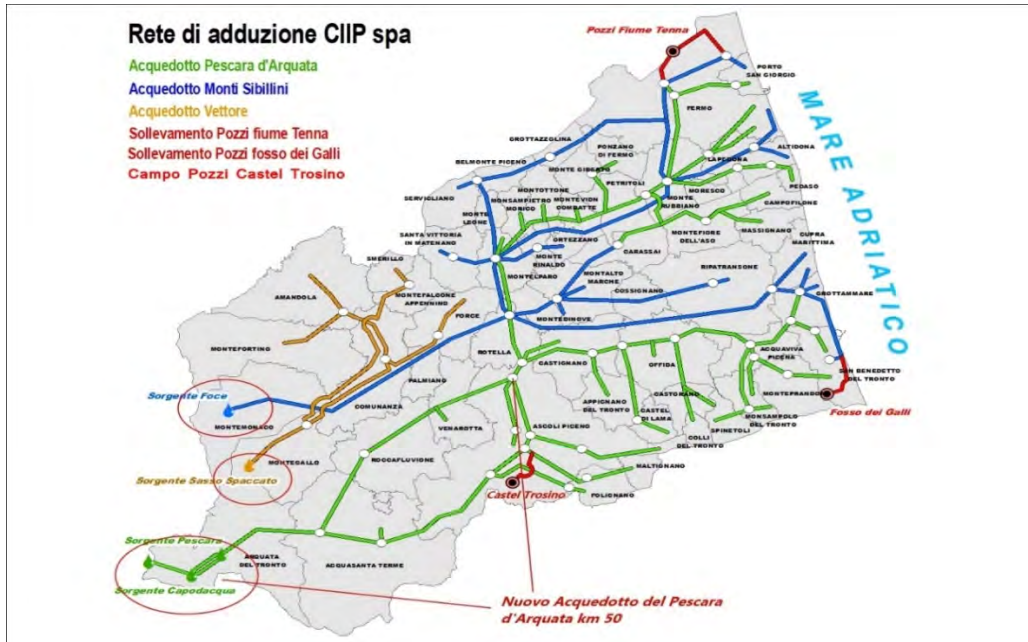 Rete di adduzione CIIP spa
Acquedotto Pescara d'Arquata
Acquedotto Monti Sibillini
Acquedotto Vettore
Sollevamento Pozzi fiume Tenna
Sollevamento Pozzi fosso dei Galli
Campo Pozzi Castel Trosino
Pozzi Fiume Tenna
PORTO
SAN GIORGIO
FERMO
MARE ADRIATICO
GROTTAZZOLINA
PONZANO
DI FERMO
LAPEDONA
ALTIDONA
BELMONTE PICENO
MONTE GIBERTO
PETRITOLI
MORESCO
PEDASO
SERVIGLIANO
MONTOTTONE
MONSAMPIETRO
MORICO
MONTEVIDON
COMBATTE
MONTE
RUBBIANO
CAMPOFILONE
MONTE
LEONE
MASSIGNANO
SANTA VITTORIA
IN MATENANO
ORTEZZANO
MONTEFIORE
DELL'ASO
CUPRA
MARITTIMA
MONTE
RINALDO
CARASSAI
SMERILLO
MONTELPARO
MONTALTO
MARCHE
RIPATRANSONE
AMANDOLA
MONTEFALCONE
APPENNINO
COSSIGNANO
GROTTAMMARE
FORCE
MONTEDINOVE
MONTEFORTINO
ROTELLA
CASTIGNANO
ACQUAVIVA
PICENA
OFFIDA
SAN BENEDETTO
DEL TRONTO
PALMIANO
Sorgente Foce
COMUNANZA
APPIGNANO
DEL TRONTO
CASTORANO
MONTEPRANDONE
MONTEMONACO
CASTEL
DI LAMA
MONSAMPOLO
DEL TRONTO
Fosso dei Galli
VENAROTTA
ASCOLI PICENO
SPINETOLI
COLLI
DEL TRONTO
MONTEGALLO
ROCCAFLUVIONE
MALTIGNANO
Sorgente Sasso Spaccato
Castel Trosino
FOLIGNANO
Sorgente Pescara
ARQUATA
DEL TRONTO
ACQUASANTA TERME
Sorgente Capodacqua
Nuovo Acquedotto del Pescara
d'Arquata km 50